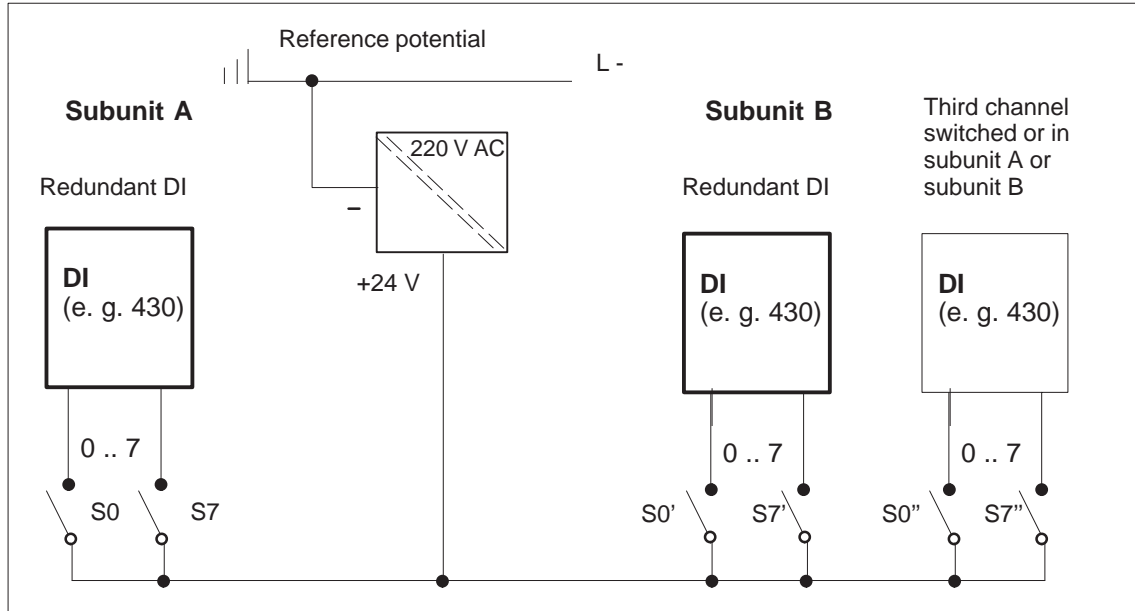 Reference potential
L -
Subunit A
220 V AC
Subunit B
Third channel
switched or in
subunit A or
subunit B
Redundant DI
–
Redundant DI
+24 V
DI
(e. g. 430)
DI
(e. g. 430)
DI
(e. g. 430)
0 .. 7
0 .. 7
0 .. 7
S0
S7
S0’
S7’
S0”
S7”